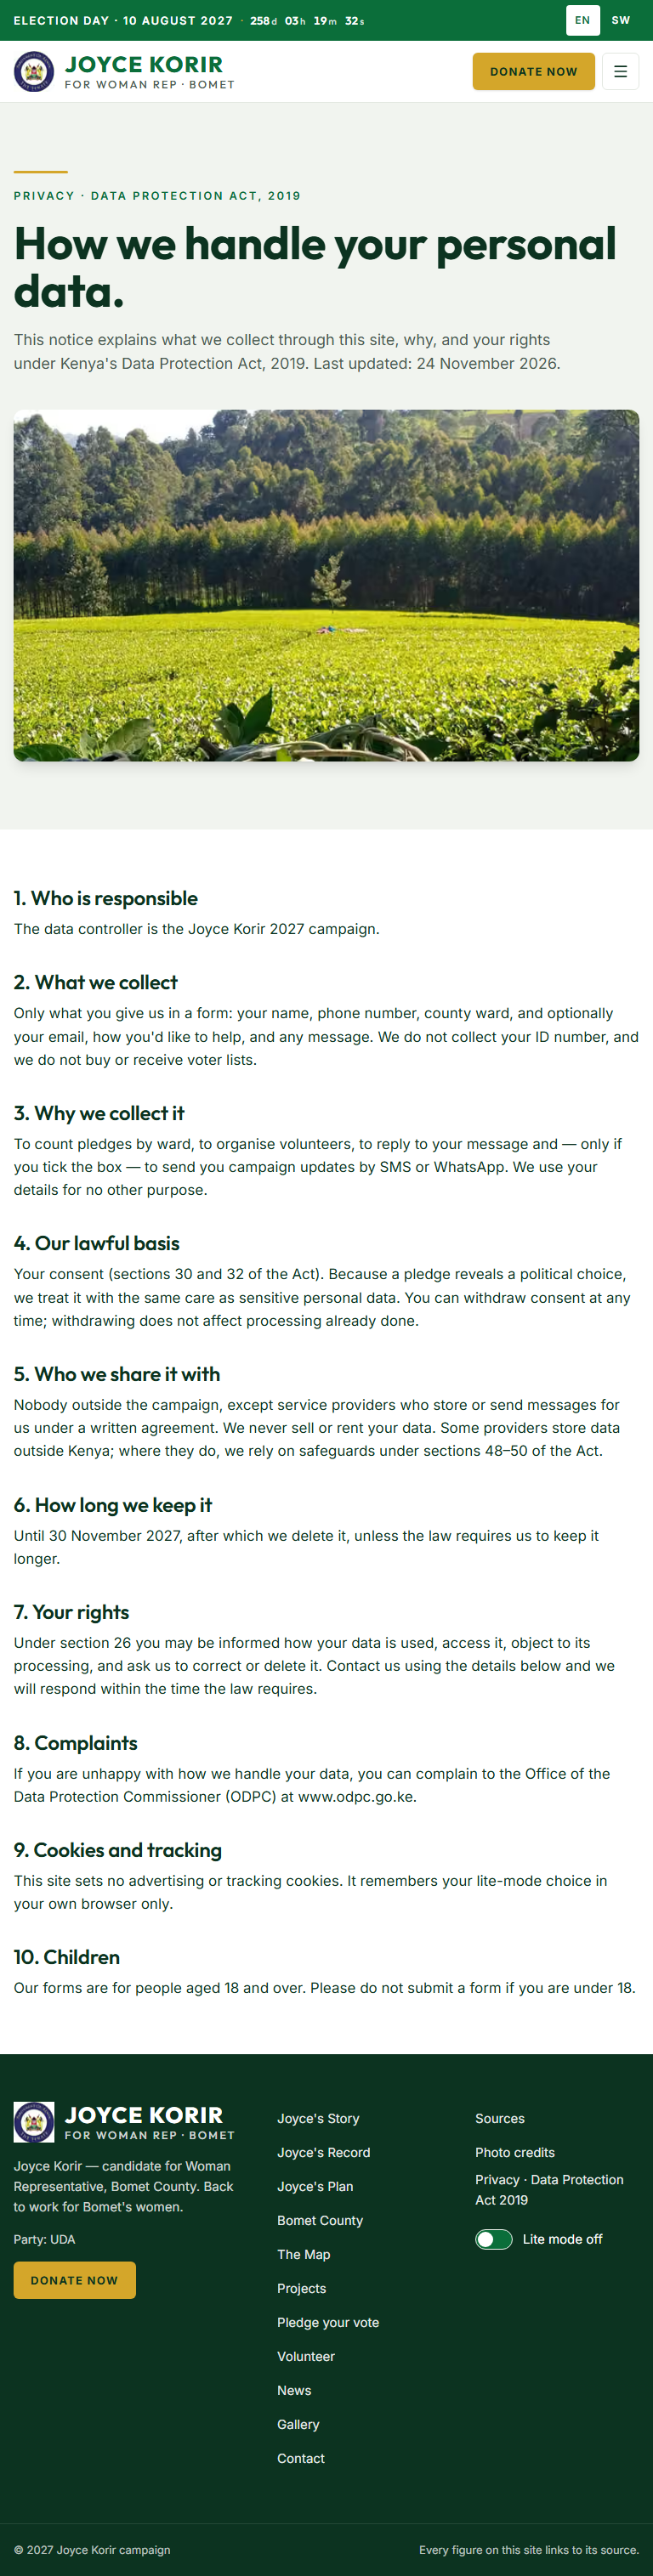 ELECTION DAY · 10 AUGUST 2027 · 258d 03h 19m 32s
EN SW
JOYCE KORIR
FOR WOMAN REP · BOMET
DONATE NOW
PRIVACY · DATA PROTECTION ACT, 2019
How we handle your personal
data.
This notice explains what we collect through this site, why, and your rights
under Kenya's Data Protection Act, 2019. Last updated: 24 November 2026.
1. Who is responsible
The data controller is the Joyce Korir 2027 campaign.
2. What we collect
Only what you give us in a form: your name, phone number, county ward, and optionally
your email, how you'd like to help, and any message. We do not collect your ID number, and
we do not buy or receive voter lists.
3. Why we collect it
To count pledges by ward, to organise volunteers, to reply to your message and — only if
you tick the box — to send you campaign updates by SMS or WhatsApp. We use your
details for no other purpose.
4. Our lawful basis
Your consent (sections 30 and 32 of the Act). Because a pledge reveals a political choice,
we treat it with the same care as sensitive personal data. You can withdraw consent at any
time; withdrawing does not affect processing already done.
5. Who we share it with
Nobody outside the campaign, except service providers who store or send messages for
us under a written agreement. We never sell or rent your data. Some providers store data
outside Kenya; where they do, we rely on safeguards under sections 48–50 of the Act.
6. How long we keep it
Until 30 November 2027, after which we delete it, unless the law requires us to keep it
longer.
7. Your rights
Under section 26 you may be informed how your data is used, access it, object to its
processing, and ask us to correct or delete it. Contact us using the details below and we
will respond within the time the law requires.
8. Complaints
If you are unhappy with how we handle your data, you can complain to the Office of the
Data Protection Commissioner (ODPC) at www.odpc.go.ke.
9. Cookies and tracking
This site sets no advertising or tracking cookies. It remembers your lite-mode choice in
your own browser only.
10. Children
Our forms are for people aged 18 and over. Please do not submit a form if you are under 18.
JOYCE KORIR
FOR WOMAN REP · BOMET
Joyce Korir — candidate for Woman
Representative, Bomet County. Back
to work for Bomet's women.
Party: UDA
DONATE NOW
Joyce's Story
Joyce's Record
Joyce's Plan
Bomet County
The Map
Projects
Pledge your vote
Volunteer
News
Gallery
Contact
Sources
Photo credits
Privacy · Data Protection
Act 2019
Lite mode off
© 2027 Joyce Korir campaign
Every figure on this site links to its source.